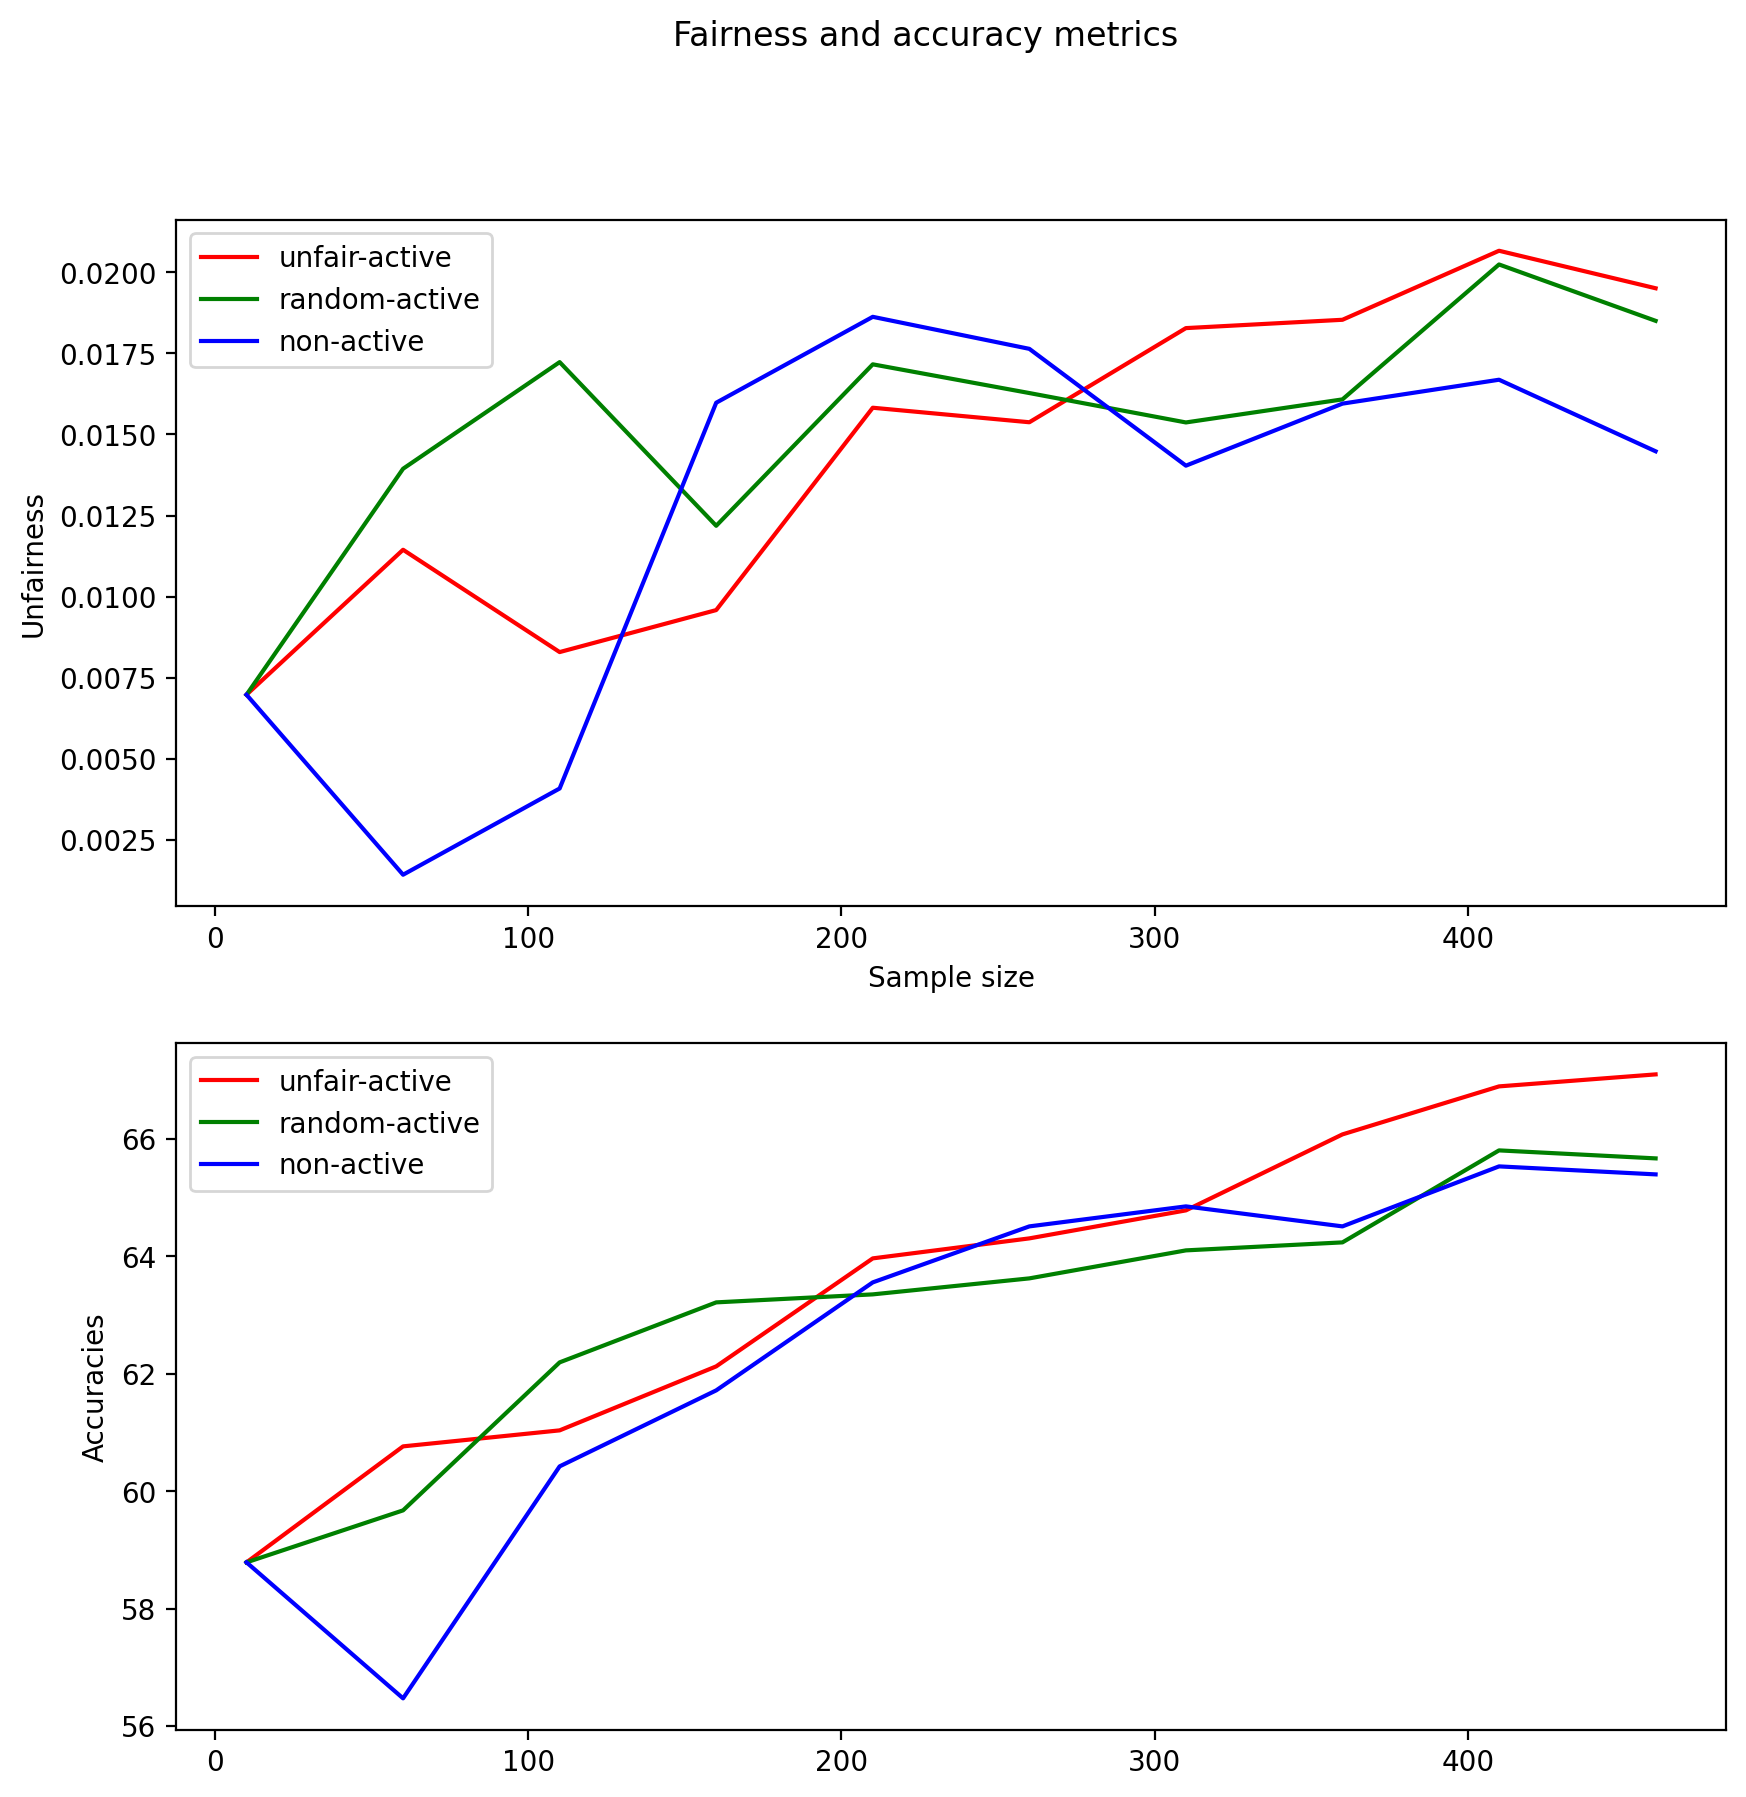 Fairness and accuracy metrics
unfair-active
random-active
non-active
0.0200
0.0175
0.0150
0.0125
0.0100
0.0075
0.0050
0.0025
Unfairness
0 100 200 300 400
Sample size
unfair-active
random-active
non-active
66
64
62
60
58
56
Accuracies
0 100 200 300 400